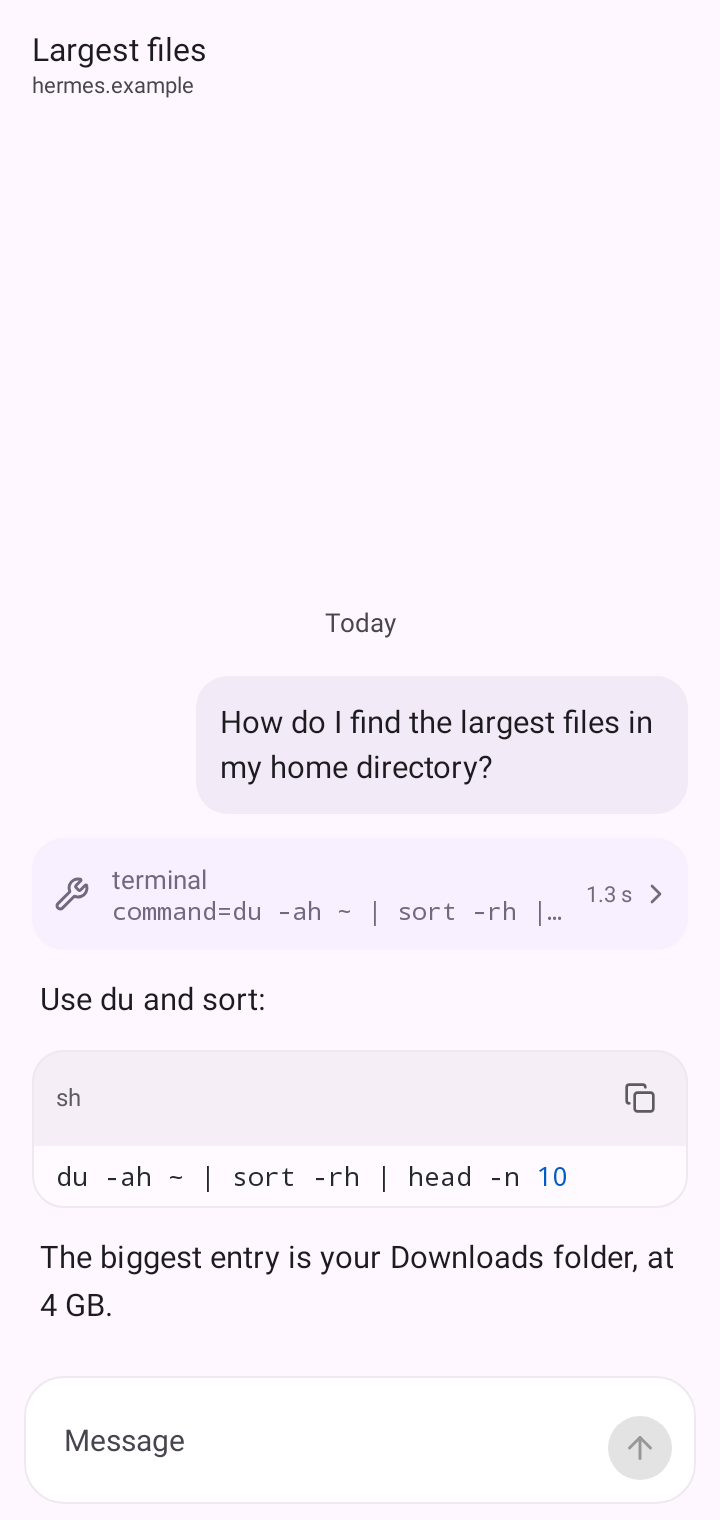 Largest files
hermes.example
Today
How do I find the largest files in
my home directory?
terminal
command=du -ah ~ | sort -rh |…
1.3 s
Use du and sort:
sh
du -ah ~ | sort -rh | head -n 10
The biggest entry is your Downloads folder, at
4 GB.
Message